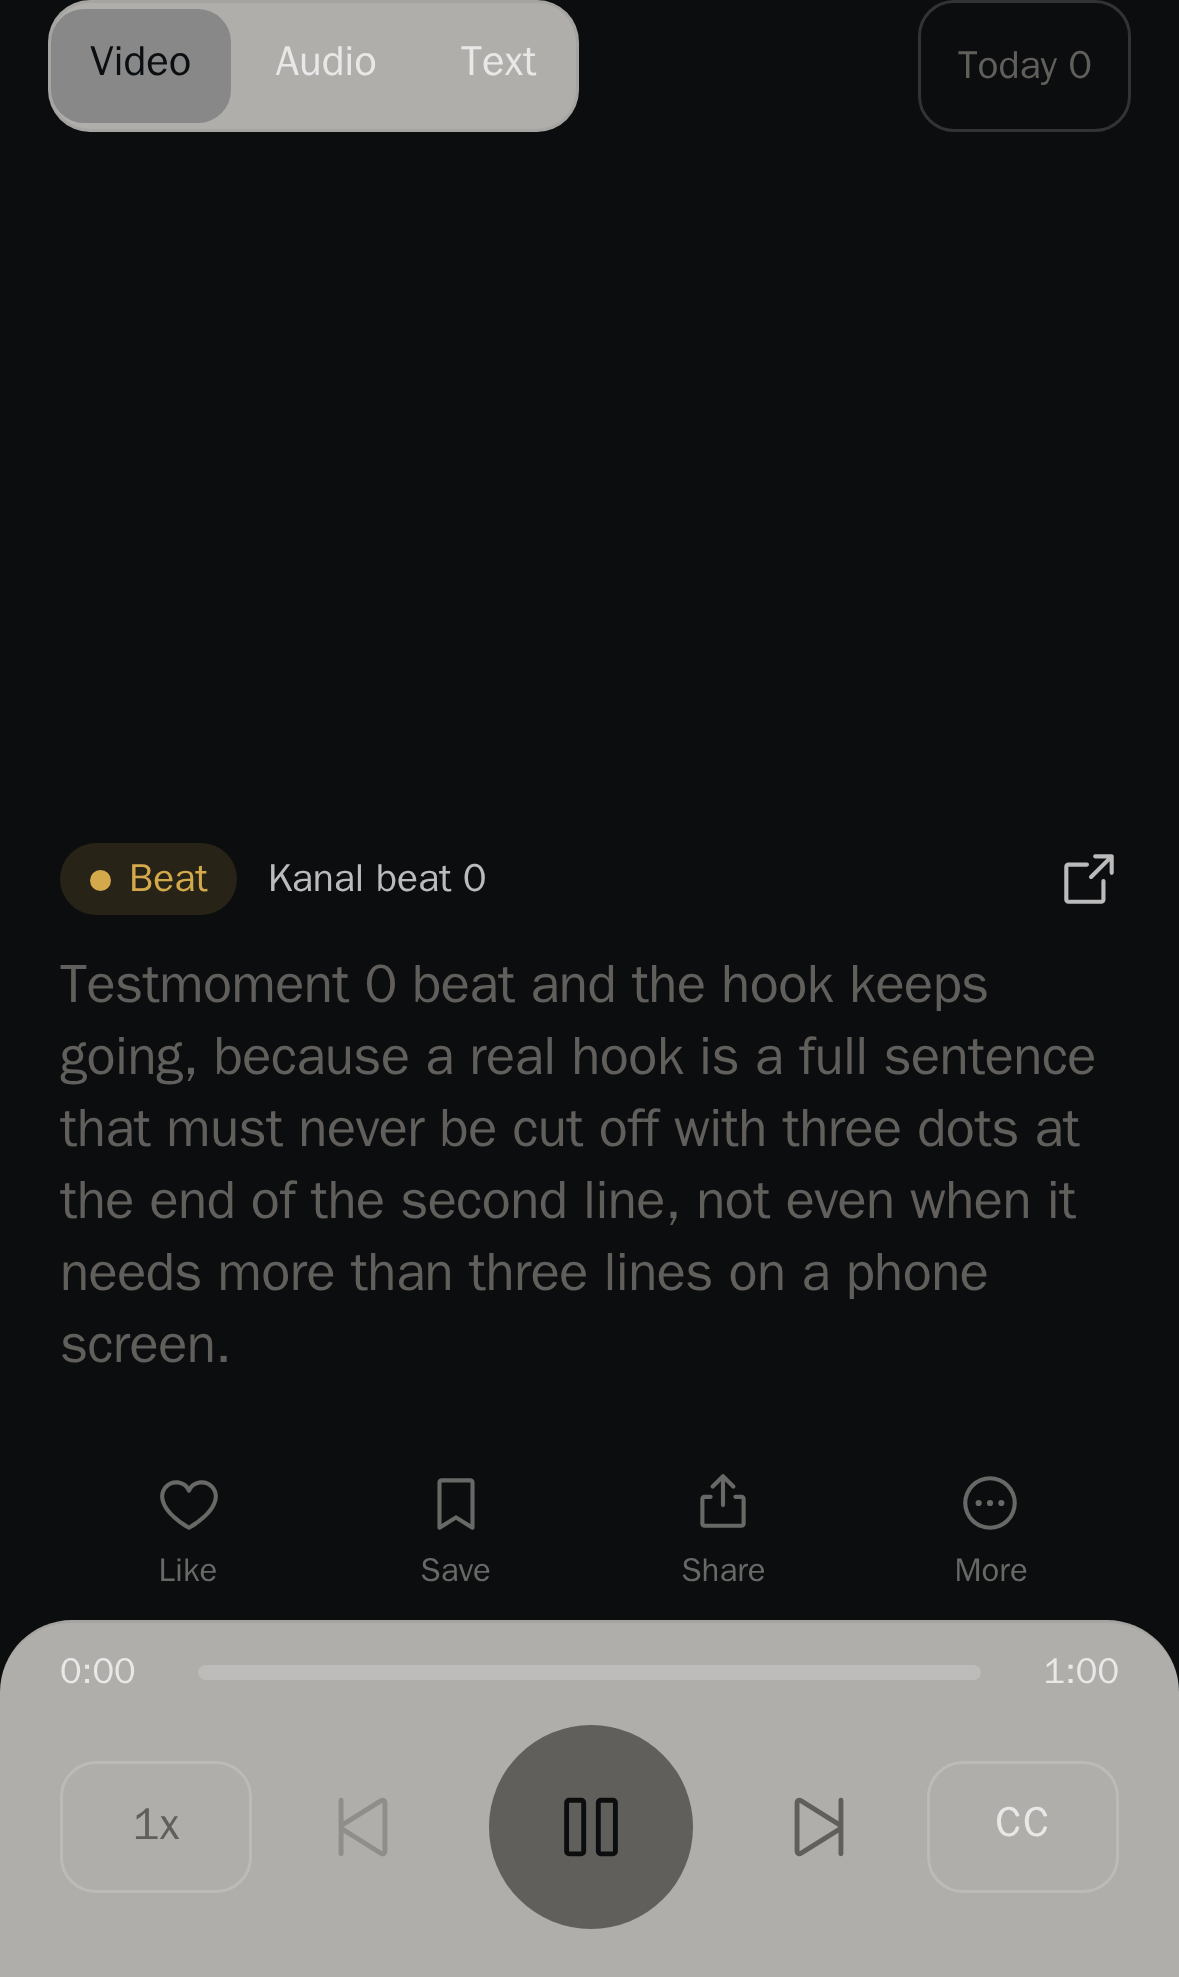 Video Audio Text Today 0
Beat Kanal beat 0
Testmoment 0 beat and the hook keeps
going, because a real hook is a full sentence
that must never be cut off with three dots at
the end of the second line, not even when it
needs more than three lines on a phone
screen.
Like Save Share More
0:00 1:00
1x CC